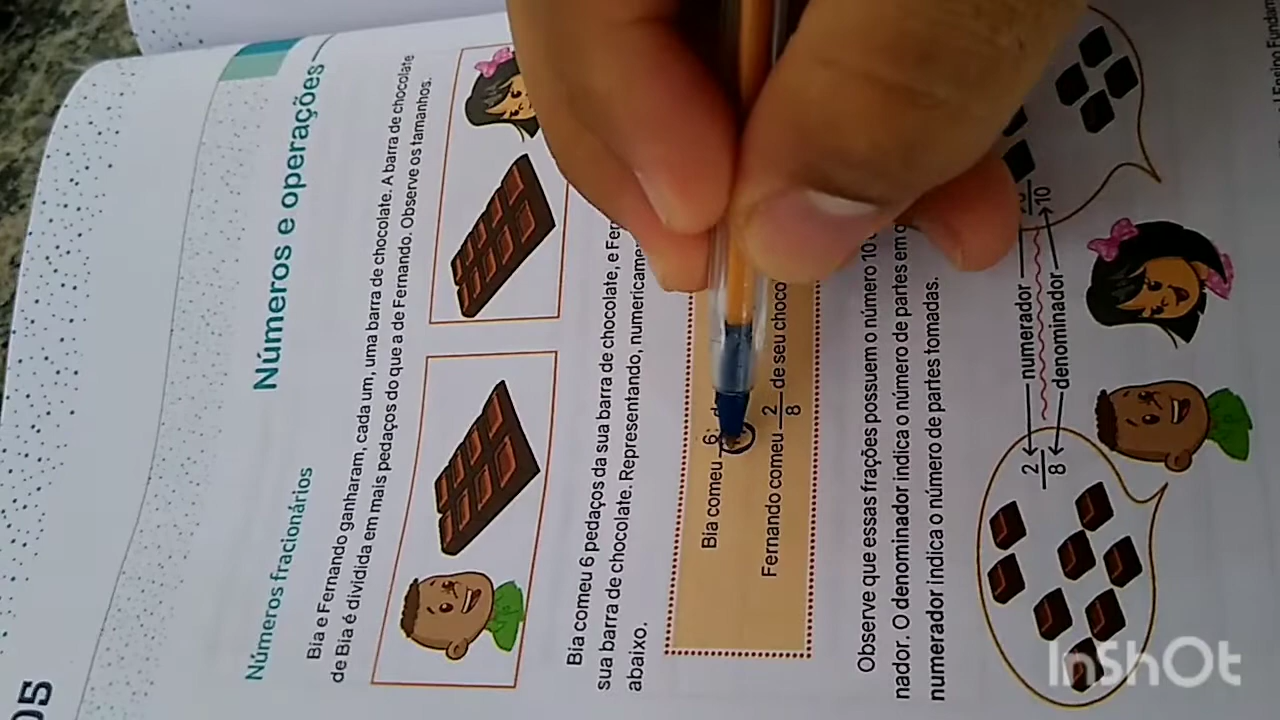 05
Números e operações
Números fracionários
Bia e Fernando ganharam, cada um, uma barra de chocolate. A barra de chocolate
de Bia é dividida em mais pedaços do que a de Fernando. Observe os tamanhos.
Bia comeu 6 pedaços da sua barra de chocolate, e
sua barra de chocolate. Representando,
abaixo.
Bia comeu 6
Fernando comeu 2/8 de seu
Observe que essas frações possuem o número 10
nador. O denominador indica o número de partes em
numerador indica o número de partes tomadas.
2/8
numerador
denominador
10
InShOt